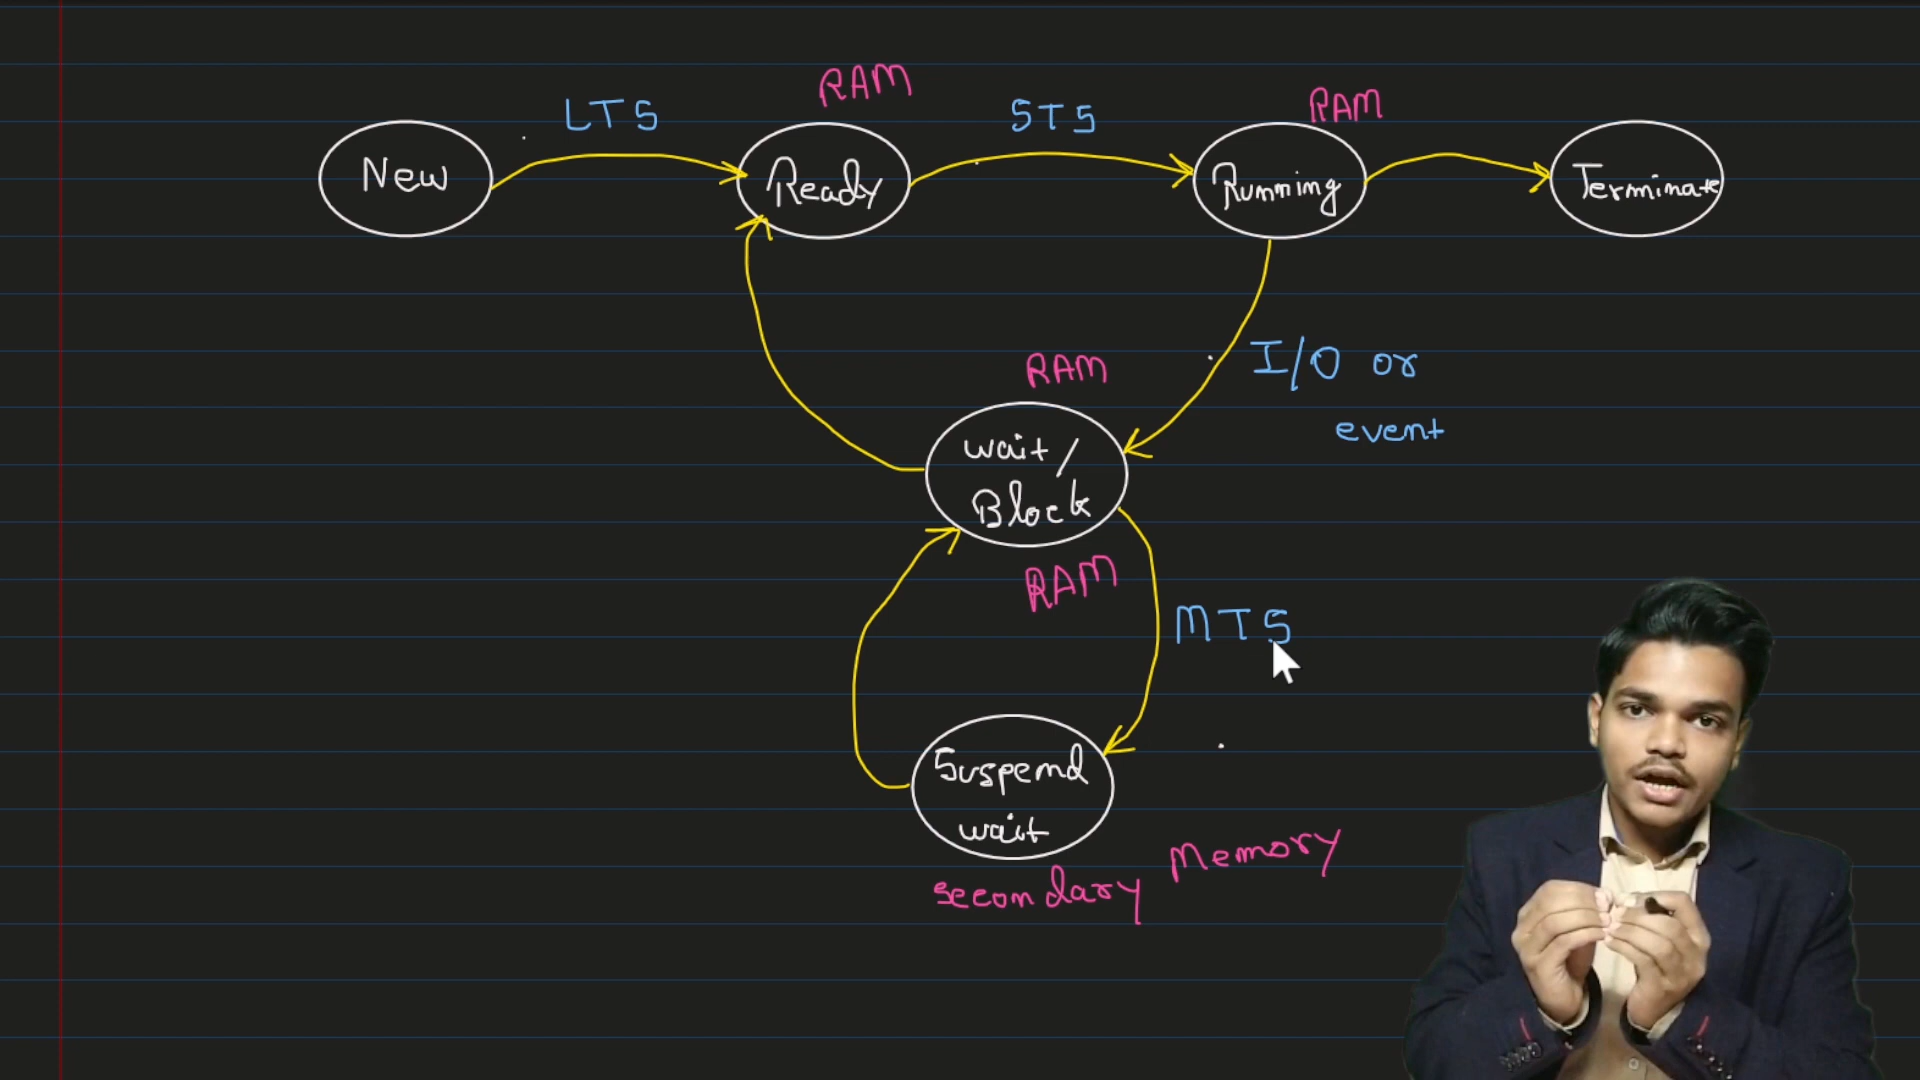 RAM
LTS
STS
RAM
New
Ready
Running
Terminate
I/O or
event
RAM
wait/
Block
RAM
MTS
Suspend
wait
secondary Memory